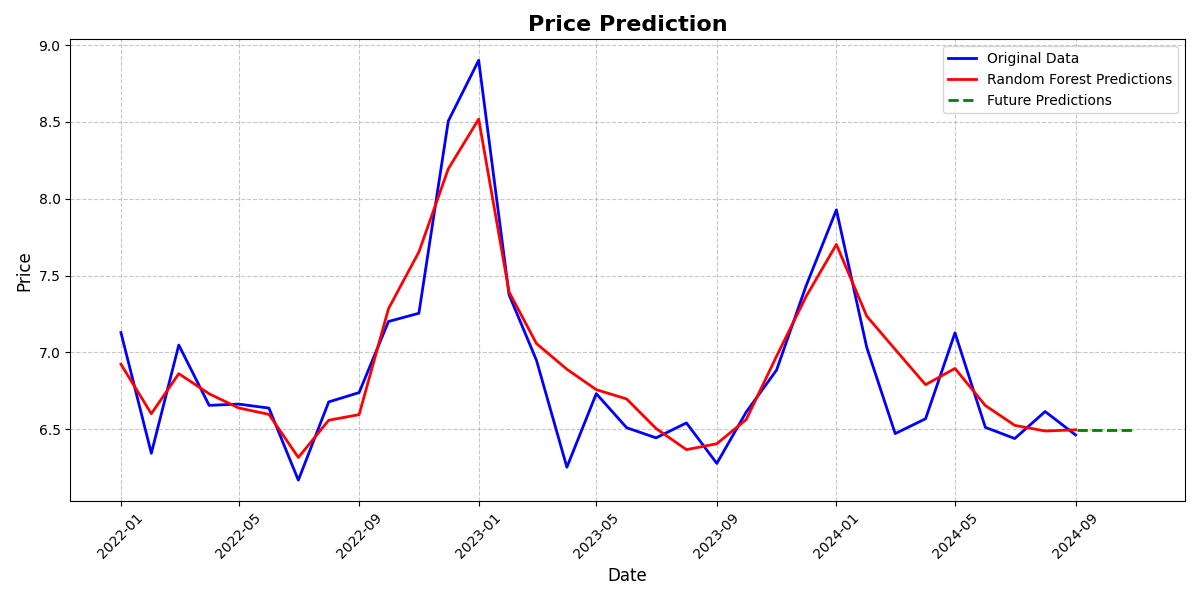 Price Prediction
Original Data
Random Forest Predictions
Future Predictions
Price
9.0
8.5
8.0
7.5
7.0
6.5
2022-01
2022-05
2022-09
2023-01
2023-05
2023-09
2024-01
2024-05
2024-09
Date